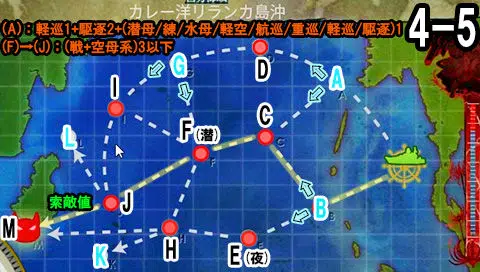 カレー洋リランカ島沖
(A)：軽巡1+駆逐2+(潜母/練/水母/軽空/航巡/重巡/軽巡/駆逐)1
(F)→(J)：(戦+空母系)3以下
4-5
D
G
A
I
C
F(潜)
L
索敵値
J
B
M
H
E(夜)
K